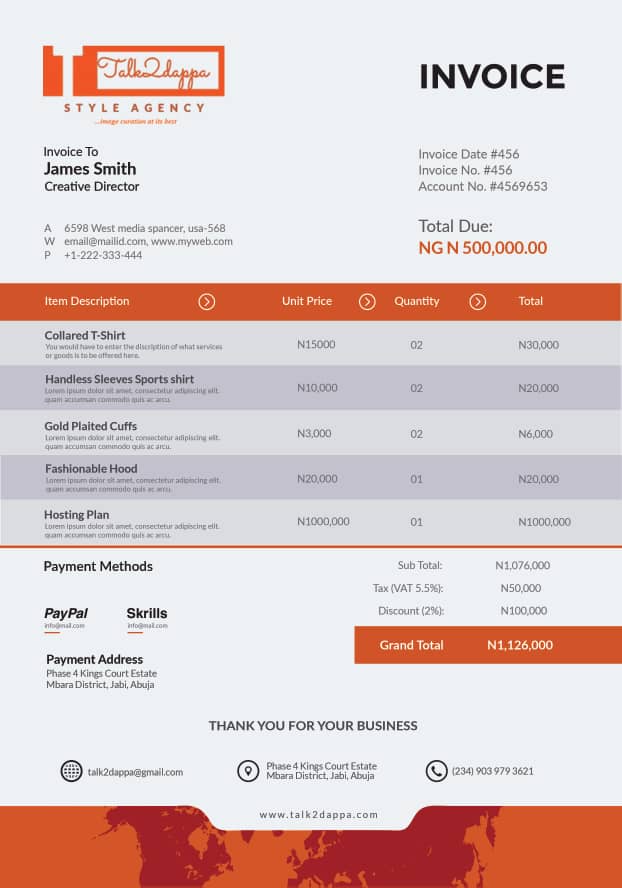 Talk2dappa
STYLE AGENCY
...image curation at its best
INVOICE
Invoice To
James Smith
Creative Director
Invoice Date #456
Invoice No. #456
Account No. #4569653
A 6598 West media spancer, usa-568
W email@mailid.com, www.myweb.com
P +1-222-333-444
Total Due:
NG N 500,000.00
Item Description Unit Price Quantity Total
Collared T-Shirt
You would have to enter the discription of what services
or goods is to be offered here.
N15000 02 N30,000
Handless Sleeves Sports shirt
Lorem ipsum dolor sit amet, consectetur adipiscing elit.
quam accumsan commodo quis ac arcu.
N10,000 02 N20,000
Gold Plaited Cuffs
Lorem ipsum dolor sit amet, consectetur adipiscing elit.
quam accumsan commodo quis ac arcu.
N3,000 02 N6,000
Fashionable Hood
Lorem ipsum dolor sit amet, consectetur adipiscing elit.
quam accumsan commodo quis ac arcu.
N20,000 01 N20,000
Hosting Plan
Lorem ipsum dolor sit amet, consectetur adipiscing elit.
quam accumsan commodo quis ac arcu.
N1000,000 01 N1000,000
Sub Total: N1,076,000
Tax (VAT 5.5%): N50,000
Discount (2%): N100,000
Grand Total N1,126,000
Payment Methods
PayPal Skrills
info@mail.com info@mail.com
Payment Address
Phase 4 Kings Court Estate
Mbara District, Jabi, Abuja
THANK YOU FOR YOUR BUSINESS
talk2dappa@gmail.com
Phase 4 Kings Court Estate
Mbara District, Jabi, Abuja
(234) 903 979 3621
www.talk2dappa.com